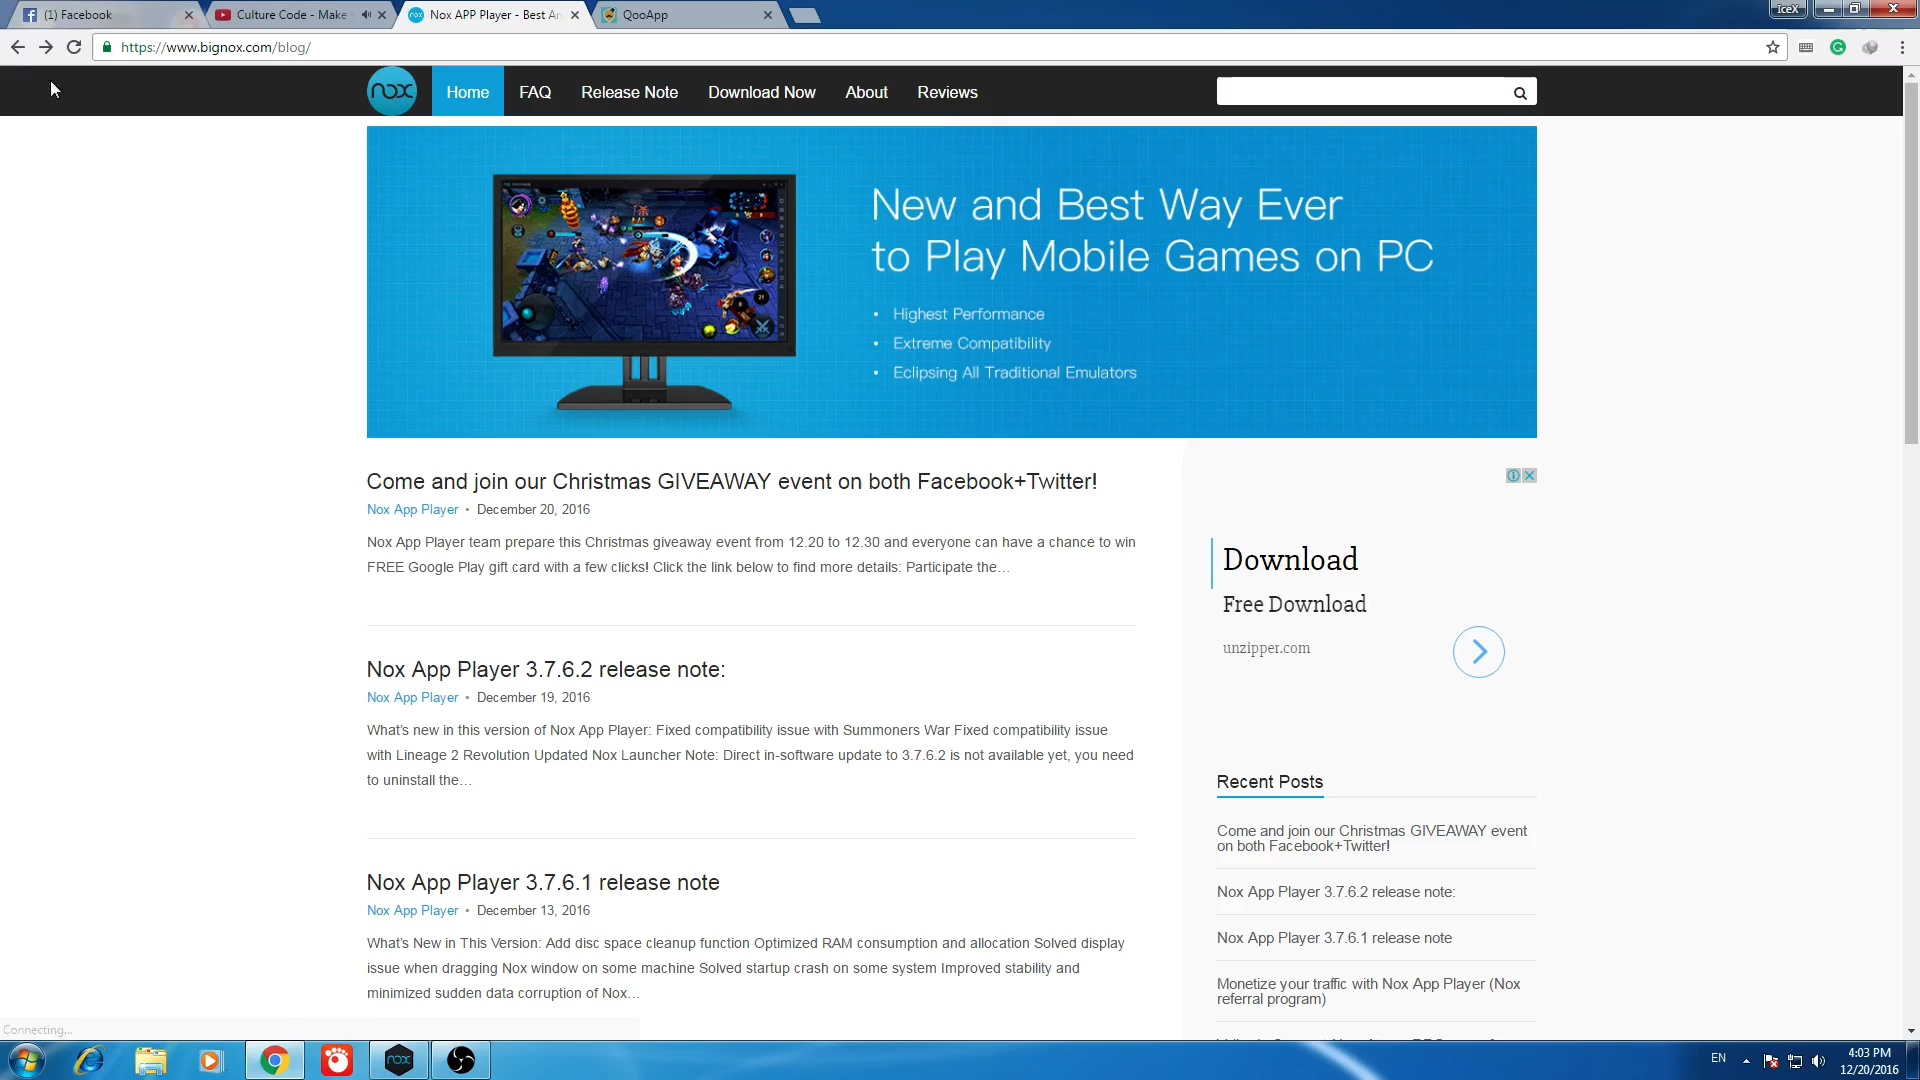 (1) Facebook
Culture Code - Make
Nox APP Player - Best An
QooApp
IceX
https://www.bignox.com/blog/
nox
Home
FAQ
Release Note
Download Now
About
Reviews
New and Best Way Ever
to Play Mobile Games on PC
• Highest Performance
• Extreme Compatibility
• Eclipsing All Traditional Emulators
Come and join our Christmas GIVEAWAY event on both Facebook+Twitter!
Nox App Player • December 20, 2016
Nox App Player team prepare this Christmas giveaway event from 12.20 to 12.30 and everyone can have a chance to win
FREE Google Play gift card with a few clicks! Click the link below to find more details: Participate the…
Nox App Player 3.7.6.2 release note:
Nox App Player • December 19, 2016
What's new in this version of Nox App Player: Fixed compatibility issue with Summoners War Fixed compatibility issue
with Lineage 2 Revolution Updated Nox Launcher Note: Direct in-software update to 3.7.6.2 is not available yet, you need
to uninstall the…
Nox App Player 3.7.6.1 release note
Nox App Player • December 13, 2016
What's New in This Version: Add disc space cleanup function Optimized RAM consumption and allocation Solved display
issue when dragging Nox window on some machine Solved startup crash on some system Improved stability and
minimized sudden data corruption of Nox…
Download
Free Download
unzipper.com
Recent Posts
Come and join our Christmas GIVEAWAY event
on both Facebook+Twitter!
Nox App Player 3.7.6.2 release note:
Nox App Player 3.7.6.1 release note
Monetize your traffic with Nox App Player (Nox
referral program)
Connecting...
nox
EN
4:03 PM
12/20/2016